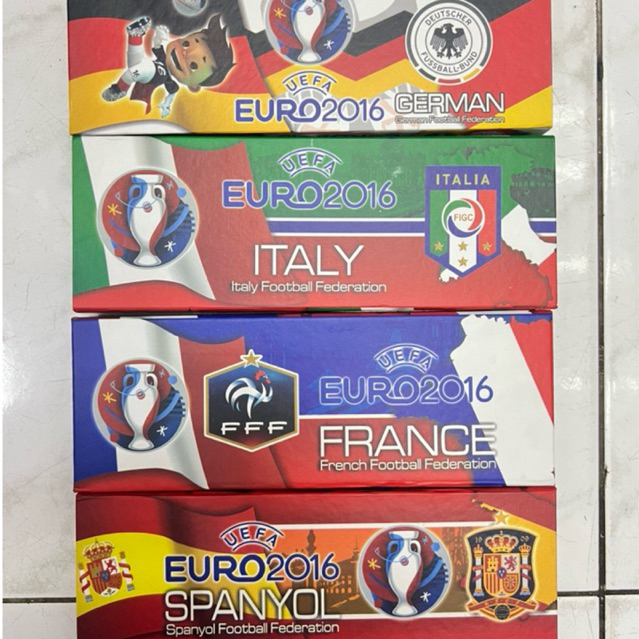 DEUTSCHER
FUSSBALL-BUND
UEFA
EURO2016
GERMAN
German Football Federation
UEFA
EURO2016
ITALIA
FIGC
ITALY
Italy Football Federation
UEFA
EURO2016
FFF
FRANCE
French Football Federation
UEFA
EURO2016
SPANYOL
Spanyol Football Federation
1909